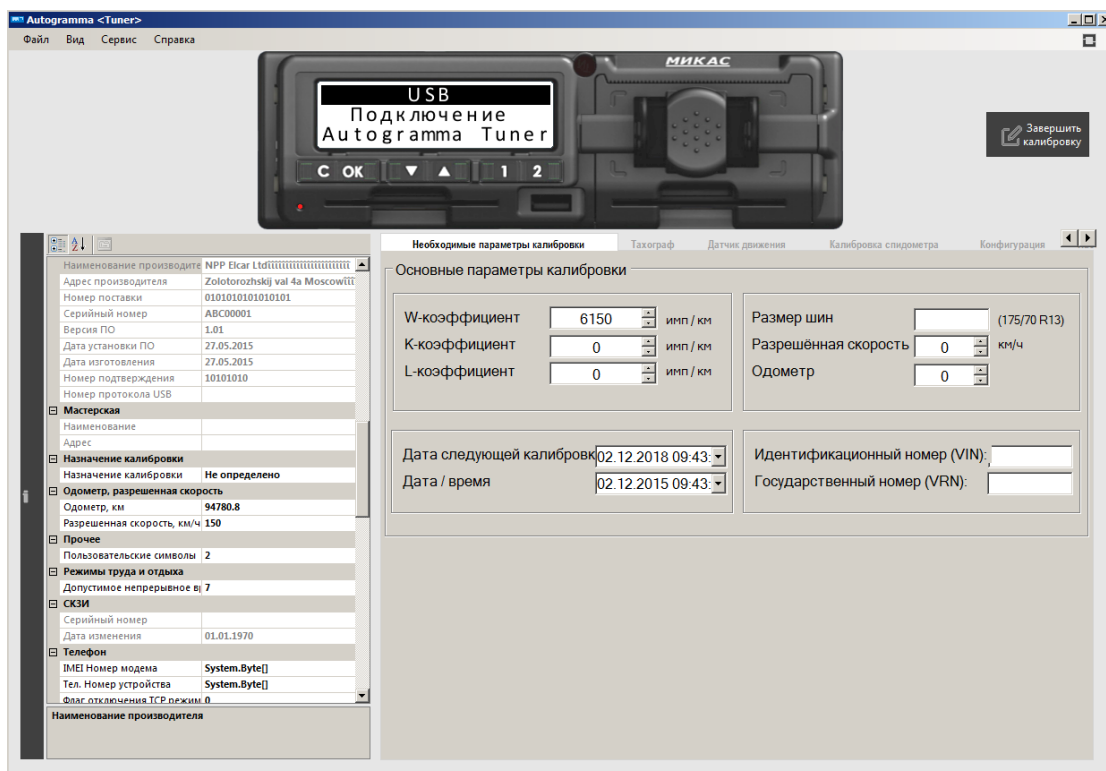 Autogramma <Tuner>
Файл Вид Сервис Справка
МИКАС
USB
Подключение
Autogramma Tuner
C OK 1 2
Завершить
калибровку
Необходимые параметры калибровки Тахограф Датчик движения Калибровка спидометра Конфигурация
Наименование производите NPP Elcar Ltdïïïïïïïïïïïïïïïïïïïïïï
Адрес производителя Zolotorozhskij val 4a Moscowïïï
Номер поставки 0101010101010101
Серийный номер ABC00001
Версия ПО 1.01
Дата установки ПО 27.05.2015
Дата изготовления 27.05.2015
Номер подтверждения 10101010
Номер протокола USB
Мастерская
Наименование
Адрес
Назначение калибровки
Назначение калибровки Не определено
Одометр, разрешенная скорость
Одометр, км 94780.8
Разрешенная скорость, км/ч 150
Прочее
Пользовательские символы 2
Режимы труда и отдыха
Допустимое непрерывное в 7
СКЗИ
Серийный номер
Дата изменения 01.01.1970
Телефон
IMEI Номер модема System.Byte[]
Тел. Номер устройства System.Byte[]
Флаг отключения TCP режим 0
Наименование производителя
Основные параметры калибровки
W-коэффициент 6150 имп / км
K-коэффициент 0 имп / км
L-коэффициент 0 имп / км
Размер шин (175/70 R13)
Разрешённая скорость 0 км/ч
Одометр 0
Дата следующей калибровк 02.12.2018 09:43:
Дата / время 02.12.2015 09:43:
Идентификационный номер (VIN):
Государственный номер (VRN):